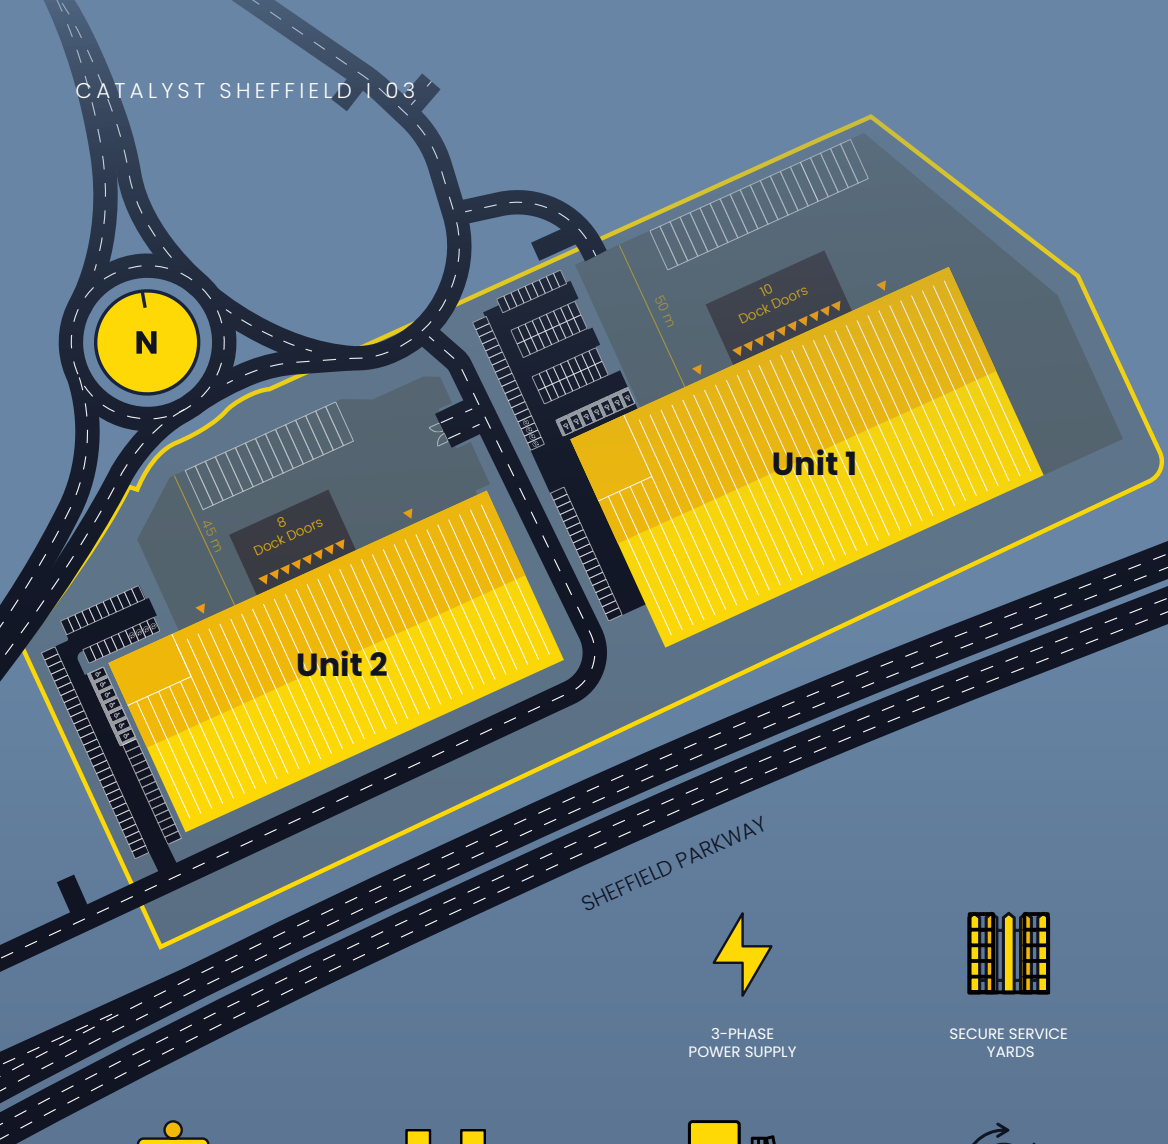 CATALYST SHEFFIELD I 03
N
50 m
10
Dock Doors
Unit 1
45 m
8
Dock Doors
Unit 2
SHEFFIELD PARKWAY
3-PHASE
POWER SUPPLY
SECURE SERVICE
YARDS